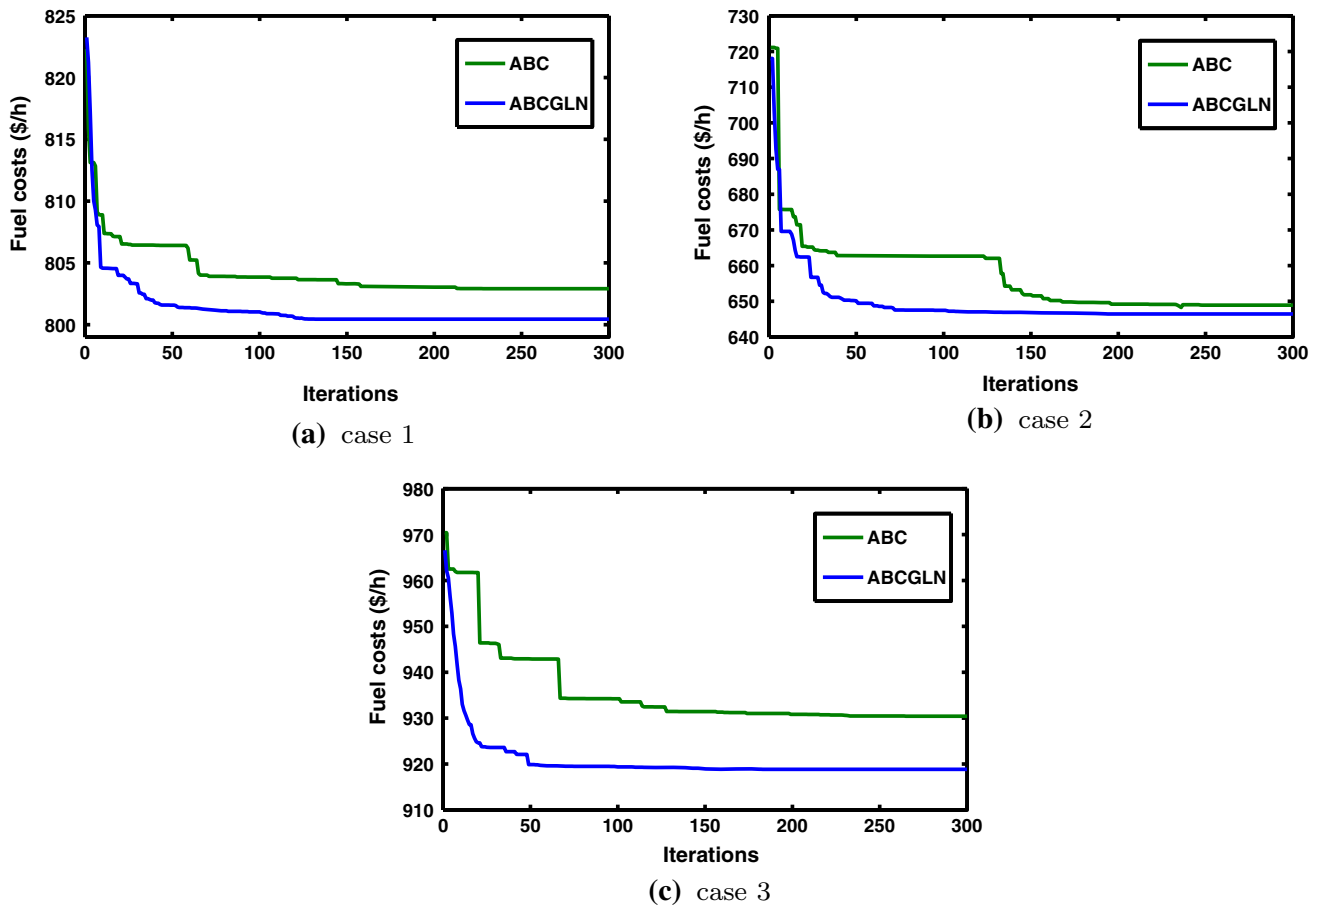 825
820
815
810
805
800
0 50 100 150 200 250 300
Fuel costs ($/h)
Iterations
ABC
ABCGLN
(a) case 1
730
720
710
700
690
680
670
660
650
640
0 50 100 150 200 250 300
Fuel costs ($/h)
Iterations
ABC
ABCGLN
(b) case 2
980
970
960
950
940
930
920
910
0 50 100 150 200 250 300
Fuel costs ($/h)
Iterations
ABC
ABCGLN
(c) case 3